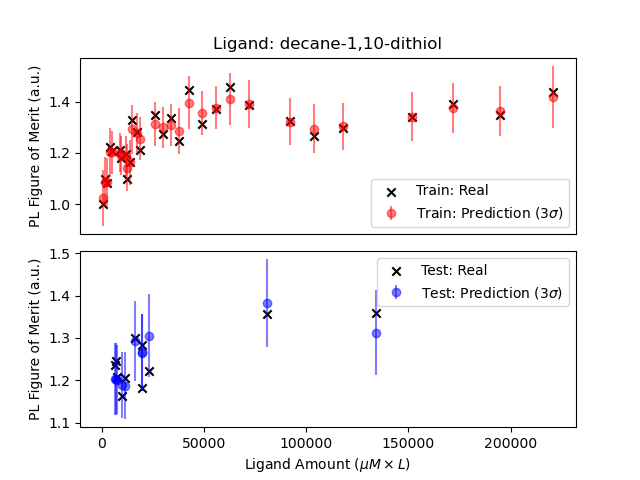 Ligand: decane-1,10-dithiol
PL Figure of Merit (a.u.)
1.4
1.2
1.0
Train: Real
Train: Prediction (3σ)
PL Figure of Merit (a.u.)
1.5
1.4
1.3
1.2
1.1
Test: Real
Test: Prediction (3σ)
0 50000 100000 150000 200000
Ligand Amount (μM × L)